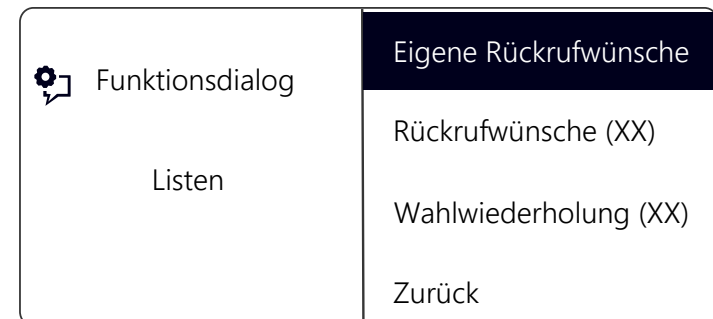 Funktionsdialog
Listen
Eigene Rückrufwünsche
Rückrufwünsche (XX)
Wahlwiederholung (XX)
Zurück